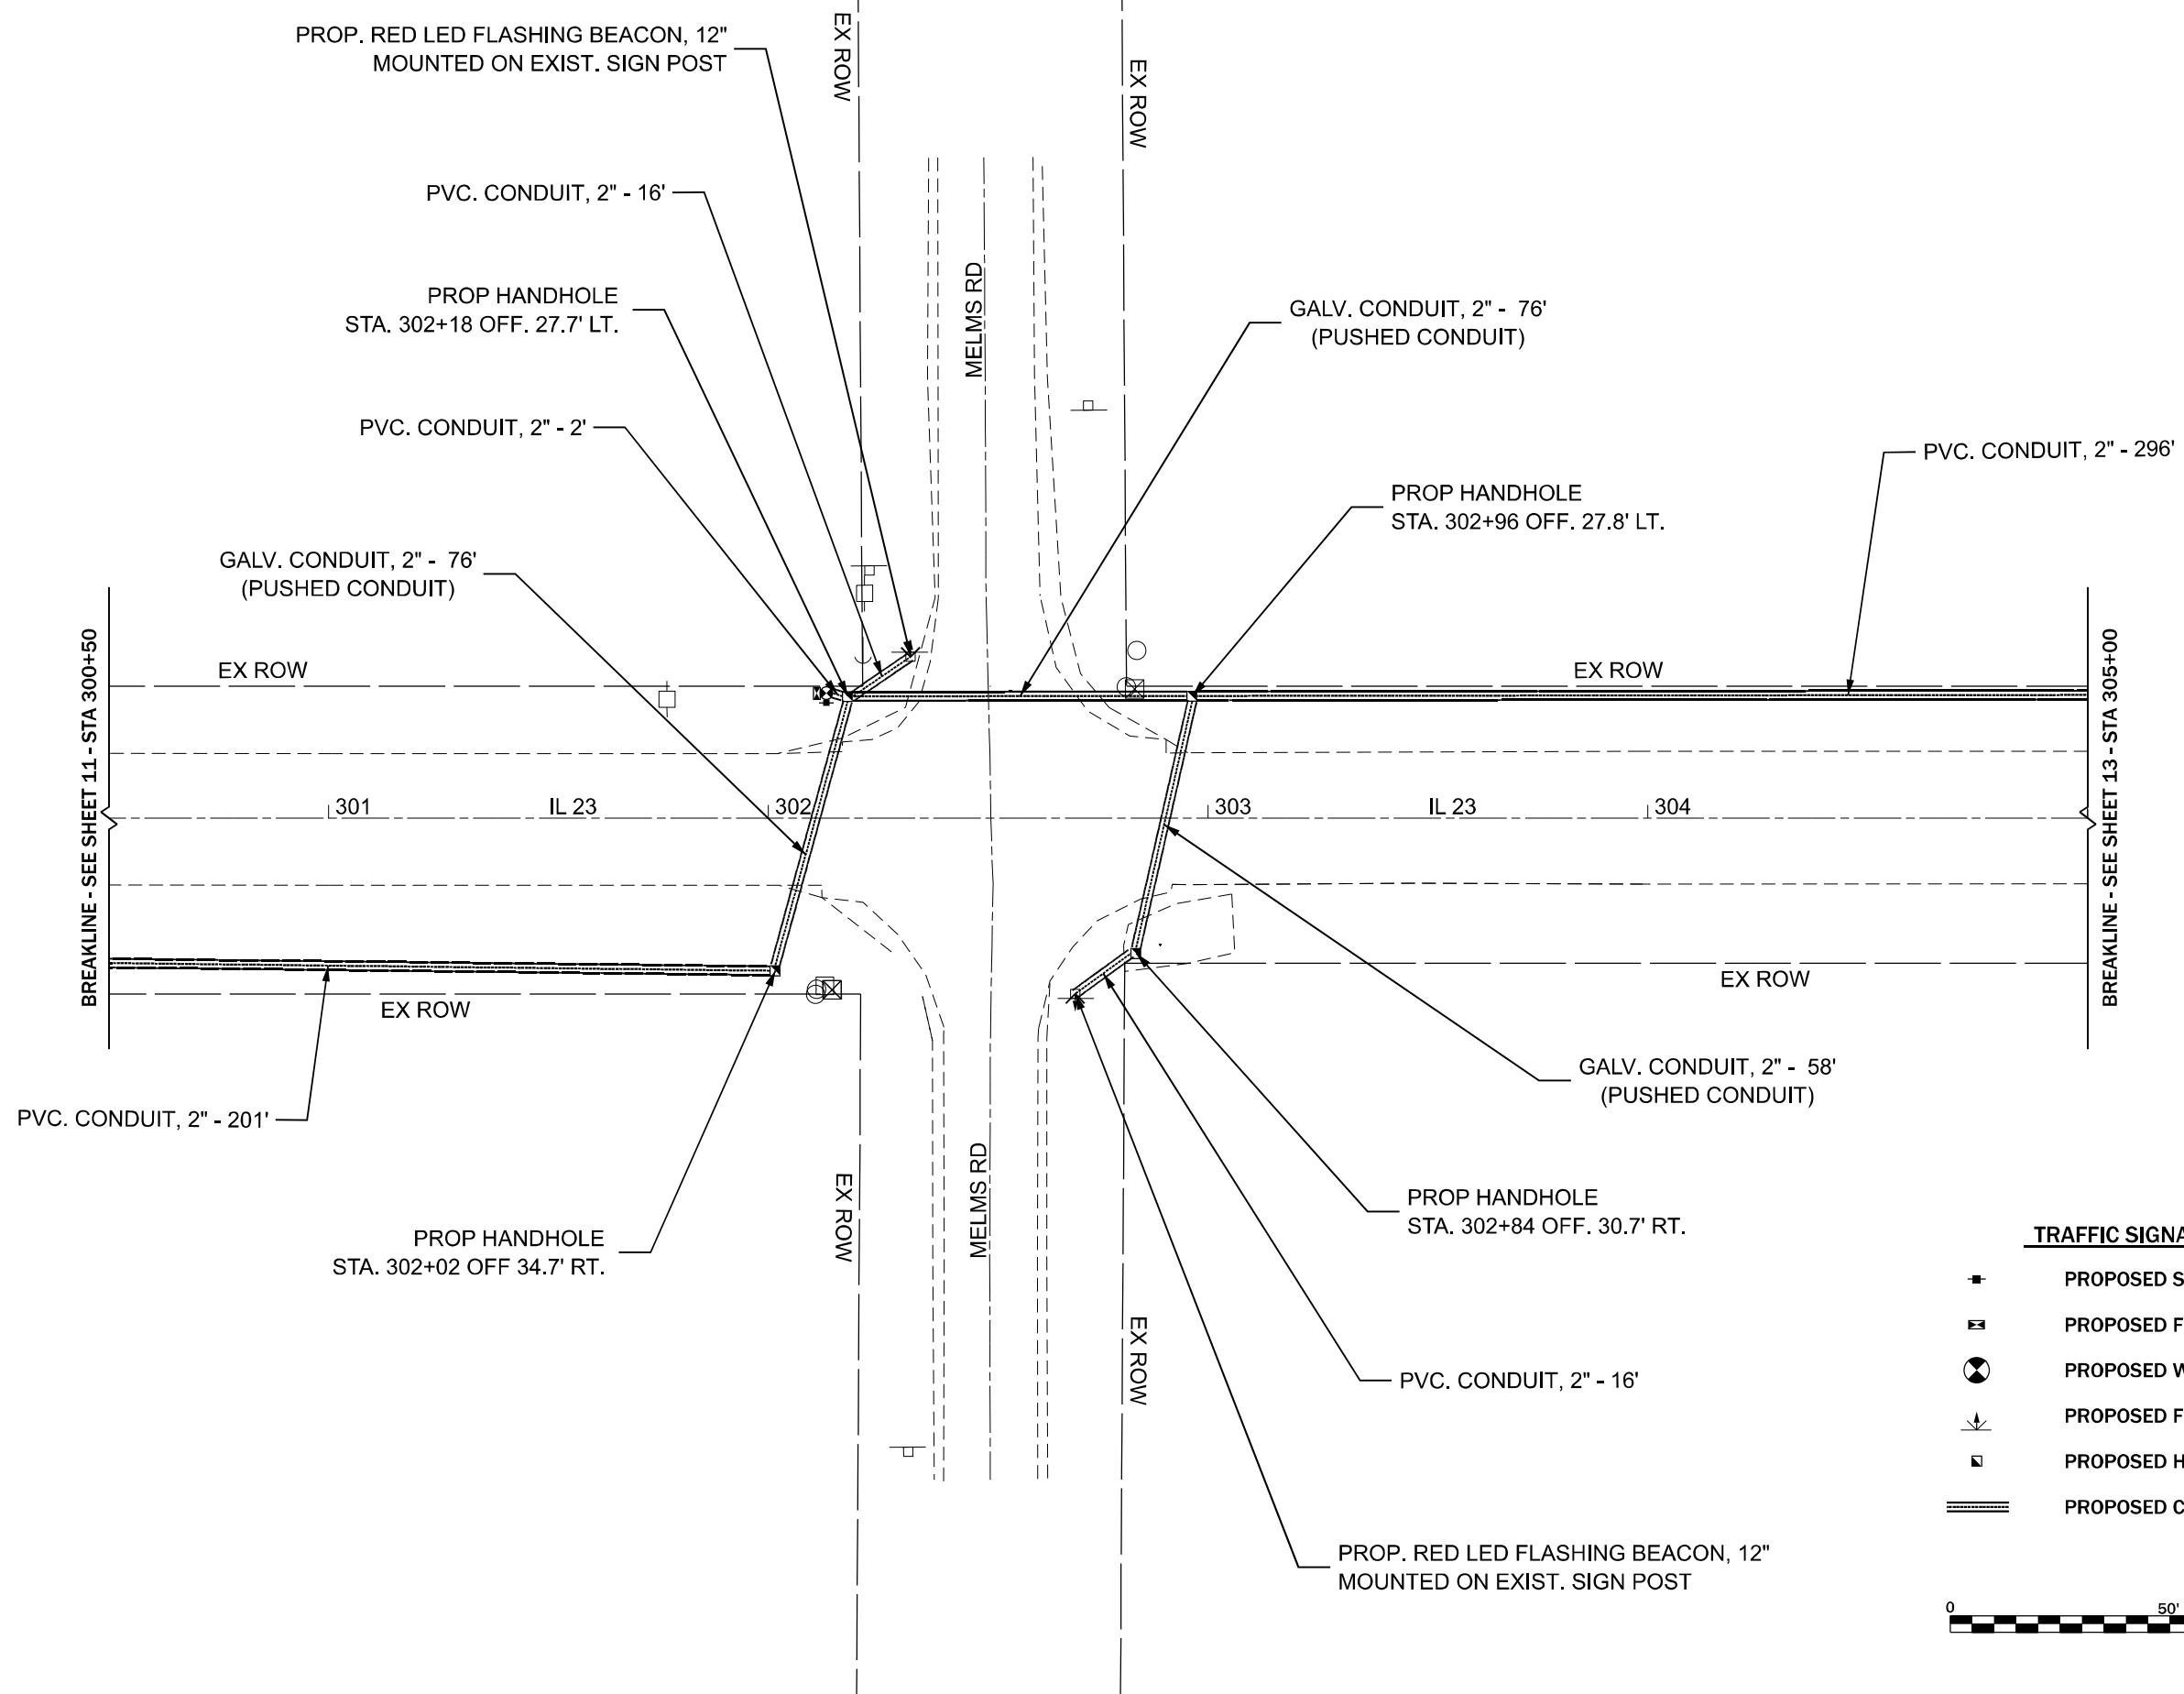 PROP. RED LED FLASHING BEACON, 12"
MOUNTED ON EXIST. SIGN POST
EX ROW
EX ROW
PVC. CONDUIT, 2" - 16'
MELMS RD
PROP HANDHOLE
STA. 302+18 OFF. 27.7' LT.
GALV. CONDUIT, 2" - 76'
(PUSHED CONDUIT)
PVC. CONDUIT, 2" - 2'
PVC. CONDUIT, 2" - 296'
PROP HANDHOLE
STA. 302+96 OFF. 27.8' LT.
GALV. CONDUIT, 2" - 76'
(PUSHED CONDUIT)
BREAKLINE - SEE SHEET 11 - STA 300+50
EX ROW
EX ROW
BREAKLINE - SEE SHEET 13 - STA 305+00
301
IL 23
302
303
IL 23
304
EX ROW
EX ROW
GALV. CONDUIT, 2" - 58'
(PUSHED CONDUIT)
PVC. CONDUIT, 2" - 201'
EX ROW
MELMS RD
PROP HANDHOLE
STA. 302+84 OFF. 30.7' RT.
PROP HANDHOLE
STA. 302+02 OFF 34.7' RT.
EX ROW
PVC. CONDUIT, 2" - 16'
PROP. RED LED FLASHING BEACON, 12"
MOUNTED ON EXIST. SIGN POST
TRAFFIC SIGNA
PROPOSED S
PROPOSED F
PROPOSED W
PROPOSED F
PROPOSED H
PROPOSED C
0
50'